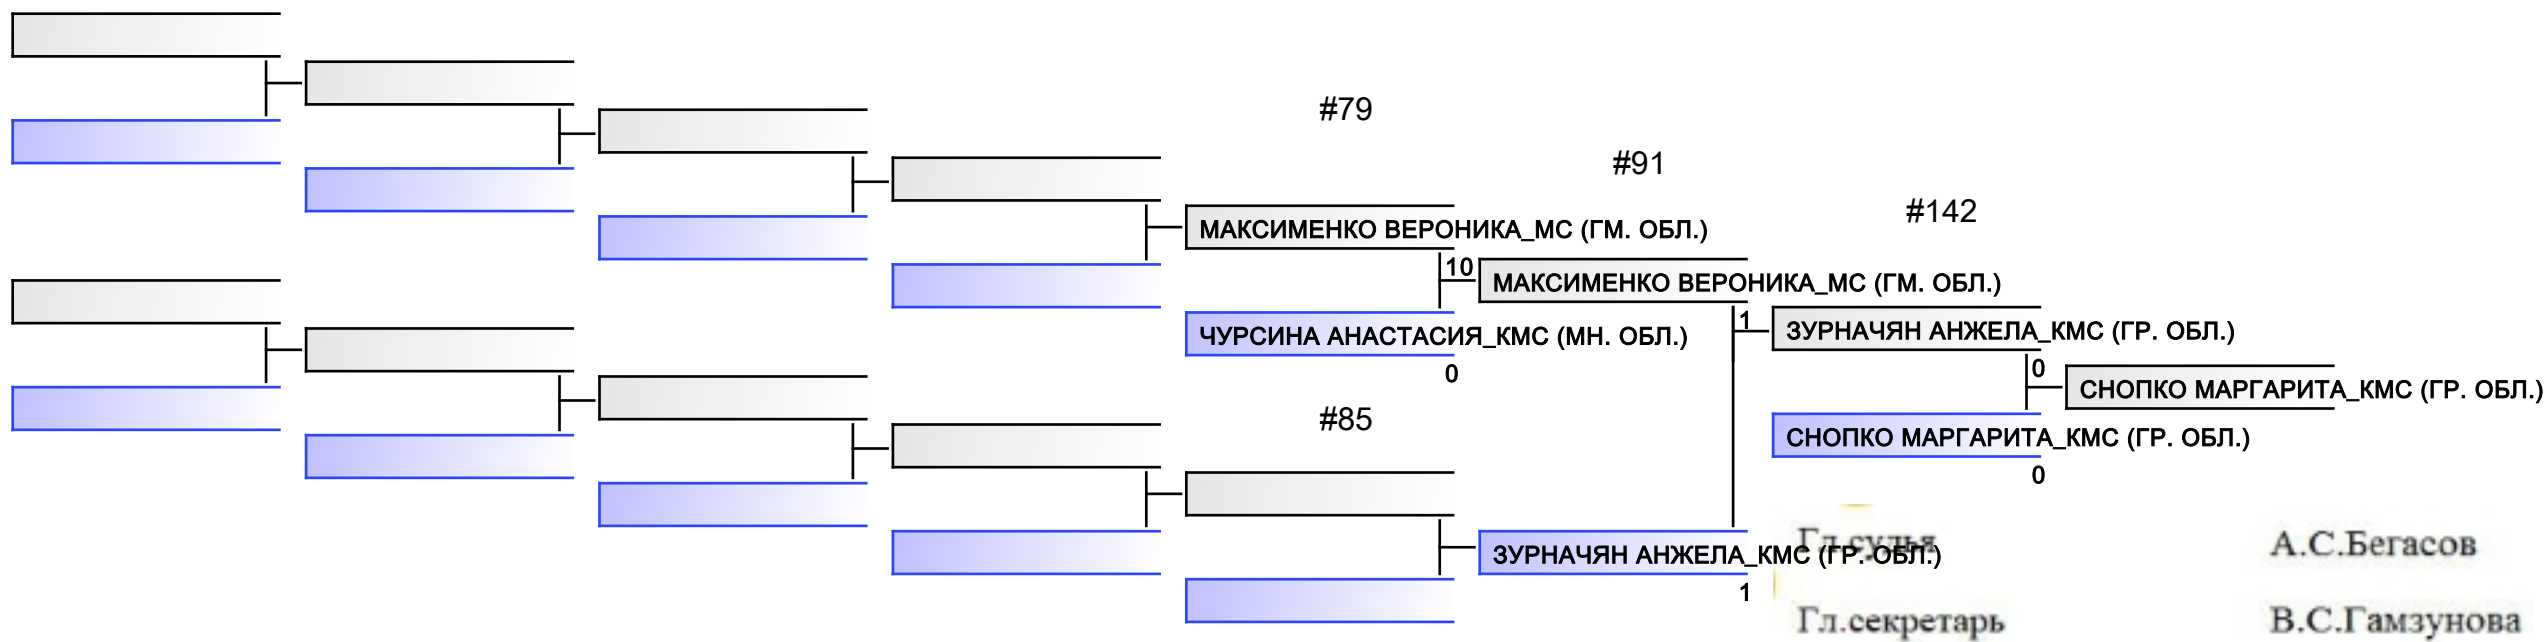 #79
#91
#142
МАКСИМЕНКО ВЕРОНИКА_МС (ГМ. ОБЛ.)
10
МАКСИМЕНКО ВЕРОНИКА_МС (ГМ. ОБЛ.)
1
ЗУРНАЧЯН АНЖЕЛА_КМС (ГР. ОБЛ.)
ЧУРСИНА АНАСТАСИЯ_КМС (МН. ОБЛ.)
0
0
СНОПКО МАРГАРИТА_КМС (ГР. ОБЛ.)
СНОПКО МАРГАРИТА_КМС (ГР. ОБЛ.)
0
#85
ЗУРНАЧЯН АНЖЕЛА_КМС (ГР. ОБЛ.)
1
Гл.судья А.С.Бегасов
Гл.секретарь В.С.Гамзунова